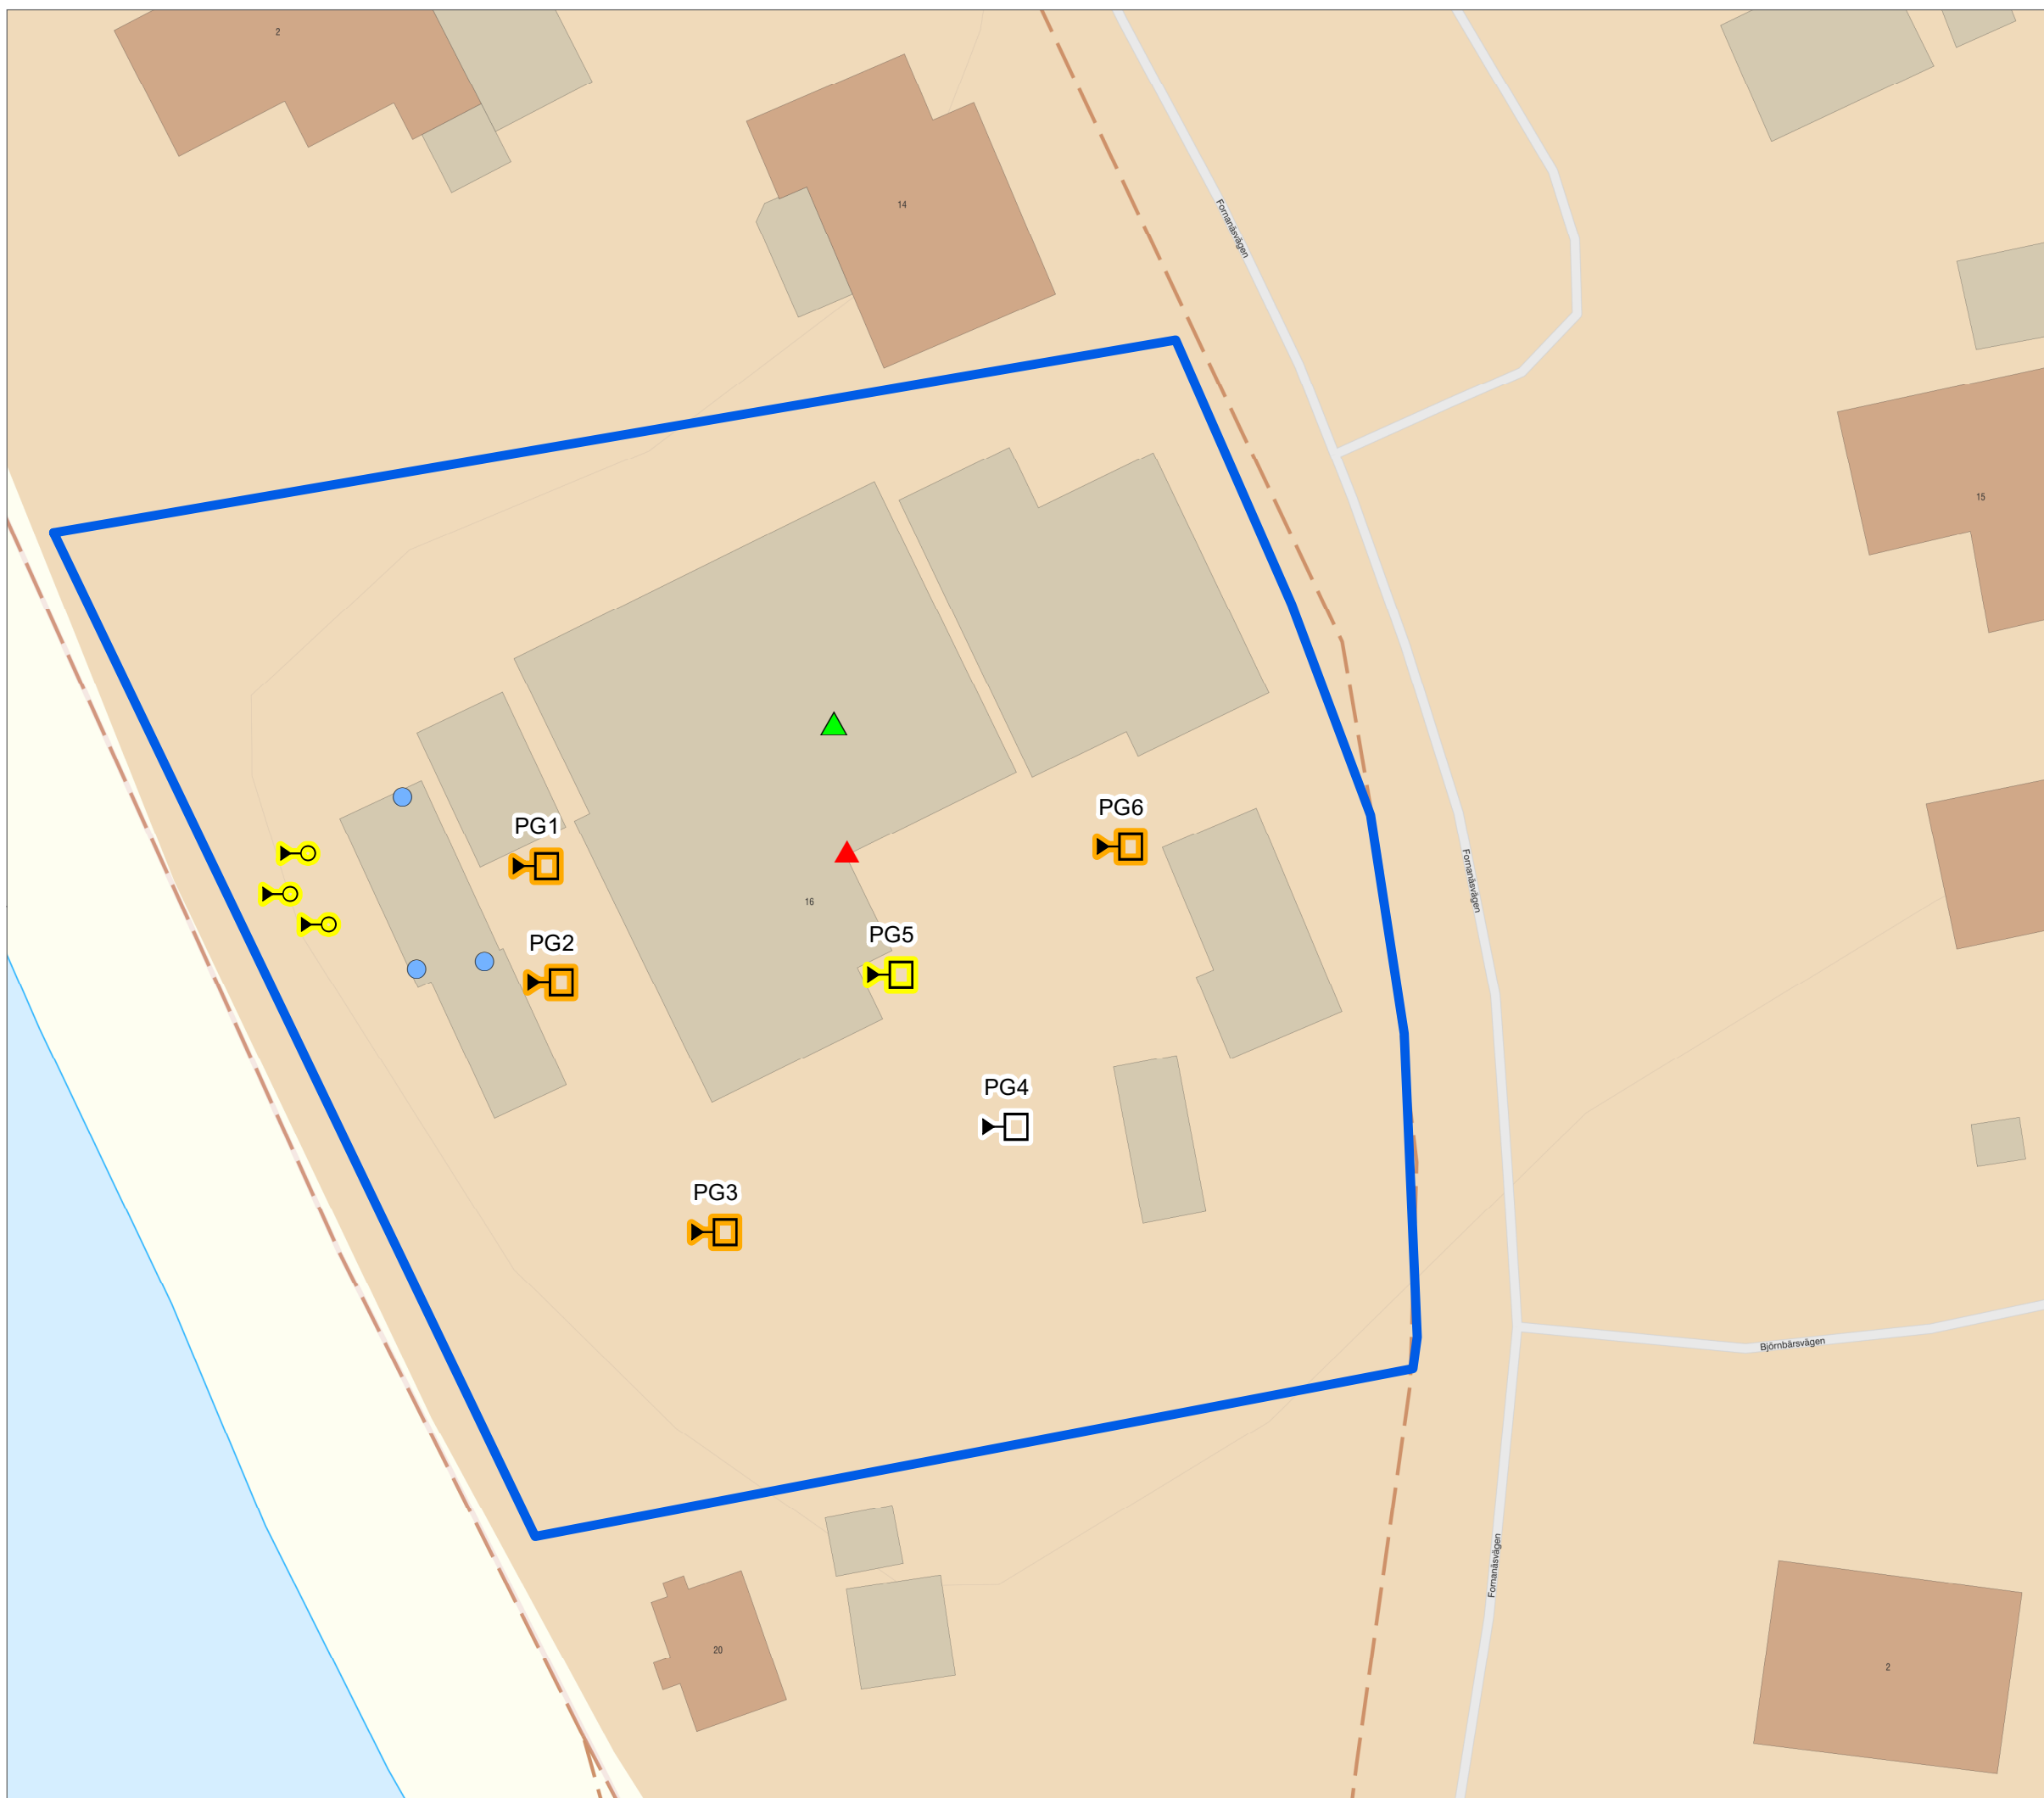 2
14
Fornanäsvägen
15
PG6
PG1
Fornanäsvägen
16
PG5
PG2
PG4
PG3
Björnbärsvägen
Fornanäsvägen
20
2